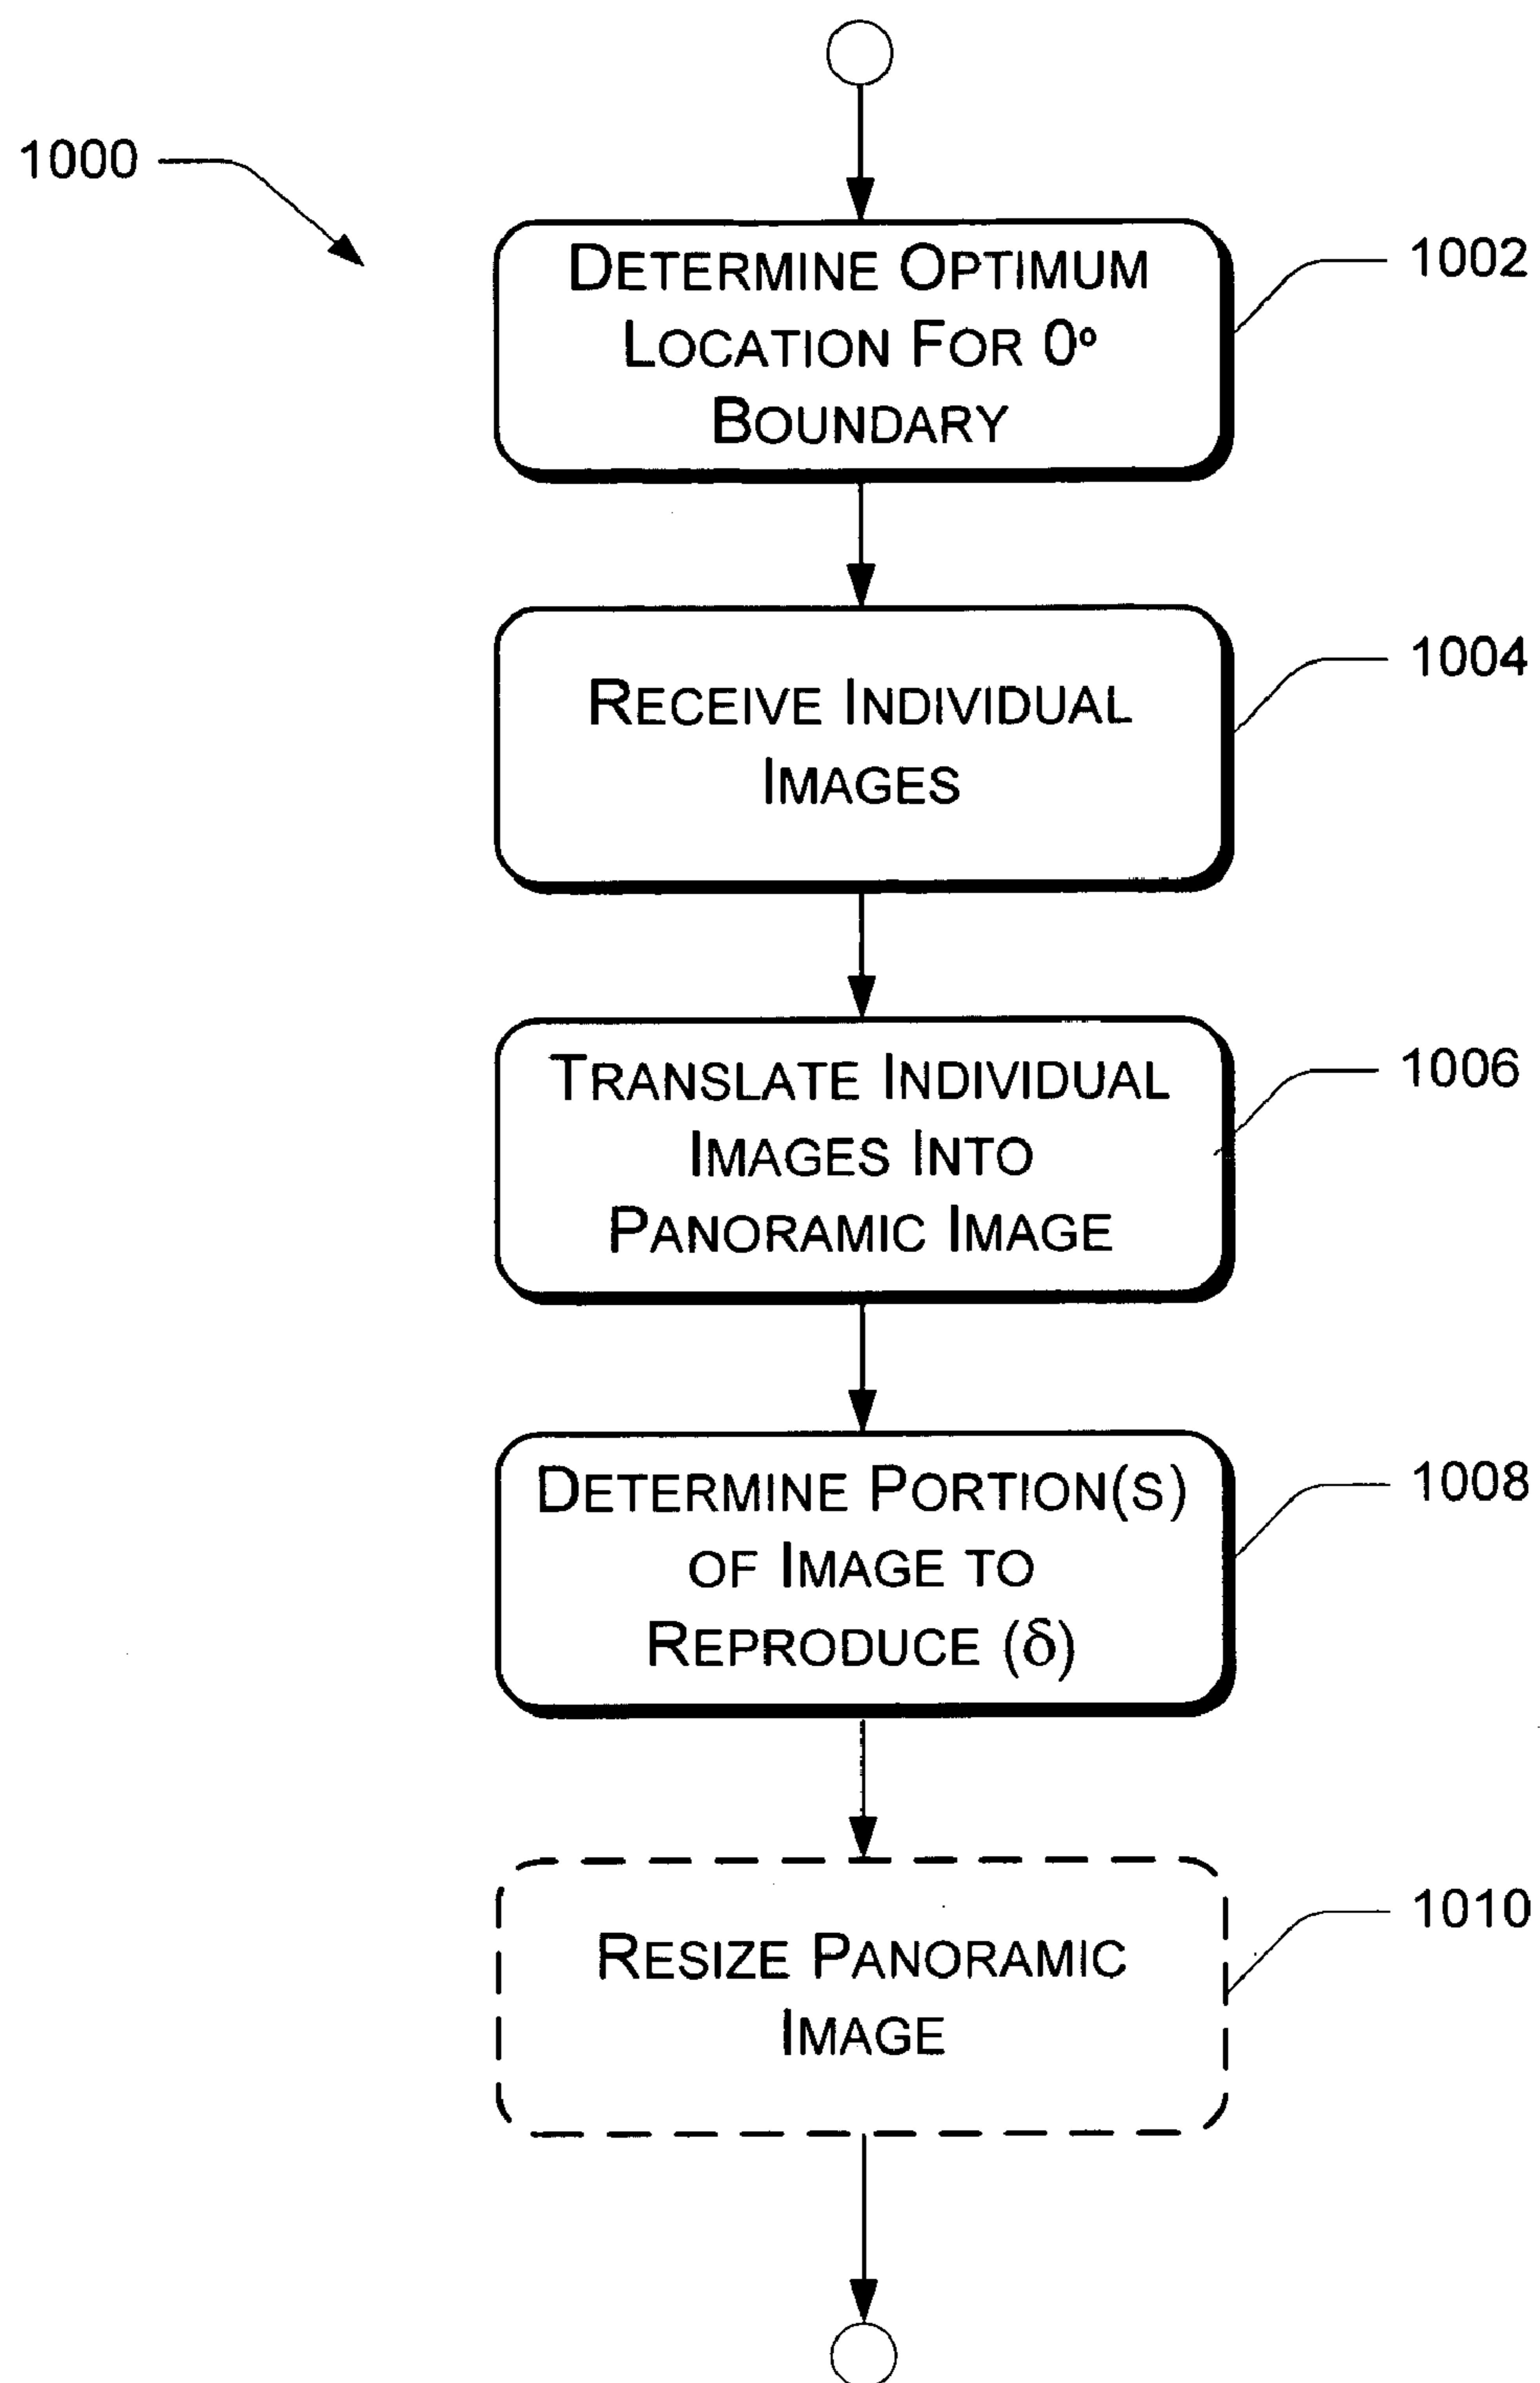 1000
DETERMINE OPTIMUM
LOCATION FOR 0°
BOUNDARY
1002
RECEIVE INDIVIDUAL
IMAGES
1004
TRANSLATE INDIVIDUAL
IMAGES INTO
PANORAMIC IMAGE
1006
DETERMINE PORTION(S)
OF IMAGE TO
REPRODUCE (δ)
1008
RESIZE PANORAMIC
IMAGE
1010